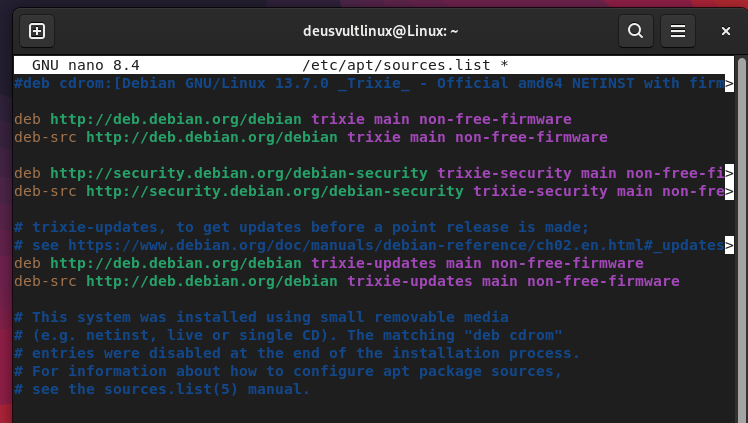 deusvultlinux@Linux: ~
GNU nano 8.4 /etc/apt/sources.list *
#deb cdrom:[Debian GNU/Linux 13.7.0 _Trixie_ - Official amd64 NETINST with firm>
deb http://deb.debian.org/debian trixie main non-free-firmware
deb-src http://deb.debian.org/debian trixie main non-free-firmware
deb http://security.debian.org/debian-security trixie-security main non-free-fi>
deb-src http://security.debian.org/debian-security trixie-security main non-fre>
# trixie-updates, to get updates before a point release is made;
# see https://www.debian.org/doc/manuals/debian-reference/ch02.en.html#_updates>
deb http://deb.debian.org/debian trixie-updates main non-free-firmware
deb-src http://deb.debian.org/debian trixie-updates main non-free-firmware
# This system was installed using small removable media
# (e.g. netinst, live or single CD). The matching "deb cdrom"
# entries were disabled at the end of the installation process.
# For information about how to configure apt package sources,
# see the sources.list(5) manual.